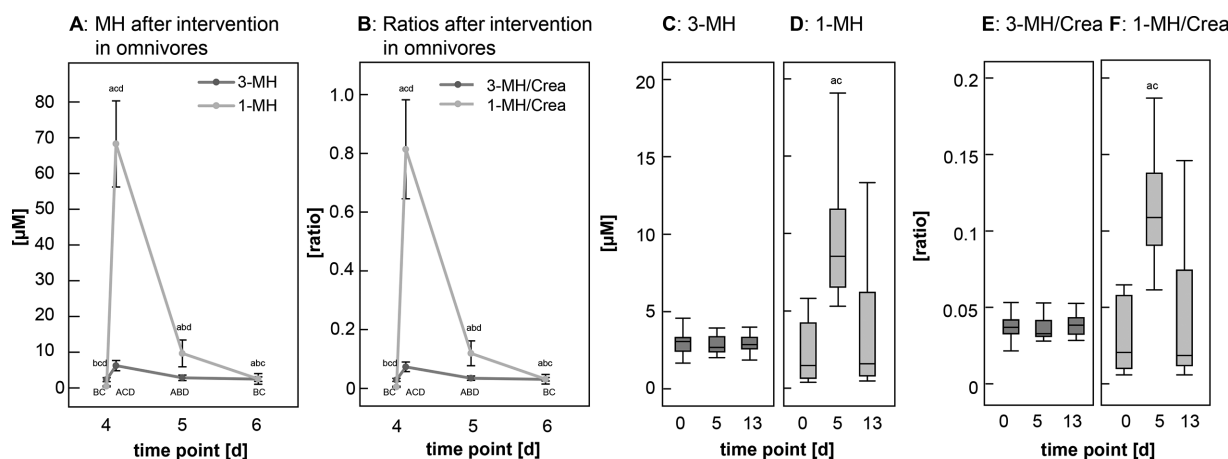 A: MH after intervention
in omnivores
3-MH
1-MH
[µM]
80
70
60
50
40
30
20
10
0
acd
abd
abc
bcd
BC
ACD
ABD
BC
4
5
6
time point [d]
B: Ratios after intervention
in omnivores
3-MH/Crea
1-MH/Crea
[ratio]
1.0
0.8
0.6
0.4
0.2
0
acd
abd
abc
bcd
BC
ACD
ABD
BC
4
5
6
time point [d]
C: 3-MH
D: 1-MH
[µM]
20
15
10
5
0
ac
0
5
13
0
5
13
time point [d]
E: 3-MH/Crea
F: 1-MH/Crea
[ratio]
0.2
0.15
0.1
0.05
0
ac
0
5
13
0
5
13
time point [d]